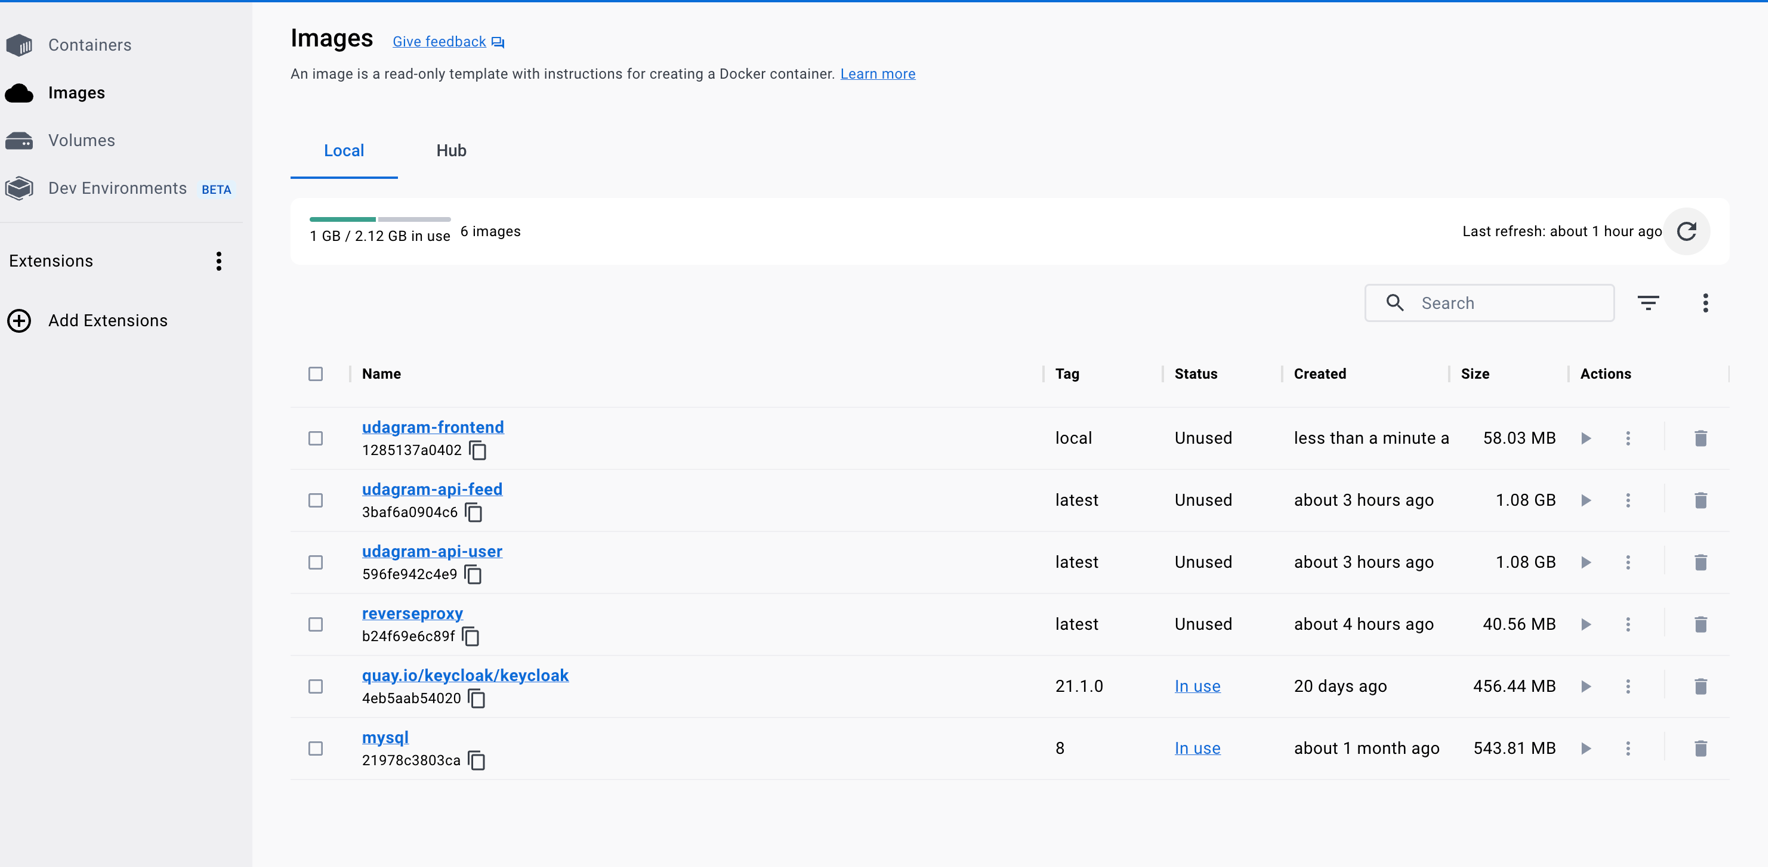 Containers
Images
Volumes
Dev Environments BETA
Extensions
Add Extensions
Images Give feedback
An image is a read-only template with instructions for creating a Docker container. Learn more
Local Hub
1 GB / 2.12 GB in use 6 images Last refresh: about 1 hour ago
Search
Name Tag Status Created Size Actions
udagram-frontend
1285137a0402 local Unused less than a minute a 58.03 MB
udagram-api-feed
3baf6a0904c6 latest Unused about 3 hours ago 1.08 GB
udagram-api-user
596fe942c4e9 latest Unused about 3 hours ago 1.08 GB
reverseproxy
b24f69e6c89f latest Unused about 4 hours ago 40.56 MB
quay.io/keycloak/keycloak
4eb5aab54020 21.1.0 In use 20 days ago 456.44 MB
mysql
21978c3803ca 8 In use about 1 month ago 543.81 MB